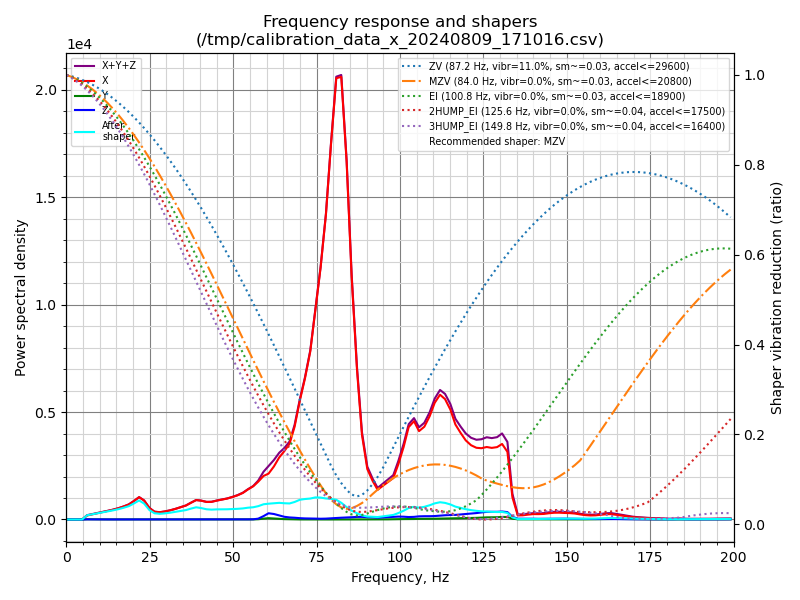 Frequency response and shapers
(/tmp/calibration_data_x_20240809_171016.csv)
1e4
X+Y+Z
X
Y
Z
After
shaper
ZV (87.2 Hz, vibr=11.0%, sm~=0.03, accel<=29600)
MZV (84.0 Hz, vibr=0.0%, sm~=0.03, accel<=20800)
EI (100.8 Hz, vibr=0.0%, sm~=0.03, accel<=18900)
2HUMP_EI (125.6 Hz, vibr=0.0%, sm~=0.04, accel<=17500)
3HUMP_EI (149.8 Hz, vibr=0.0%, sm~=0.04, accel<=16400)
Recommended shaper: MZV
Power spectral density
2.0
1.5
1.0
0.5
0.0
1.0
0.8
0.6
0.4
0.2
0.0
Shaper vibration reduction (ratio)
0 25 50 75 100 125 150 175 200
Frequency, Hz